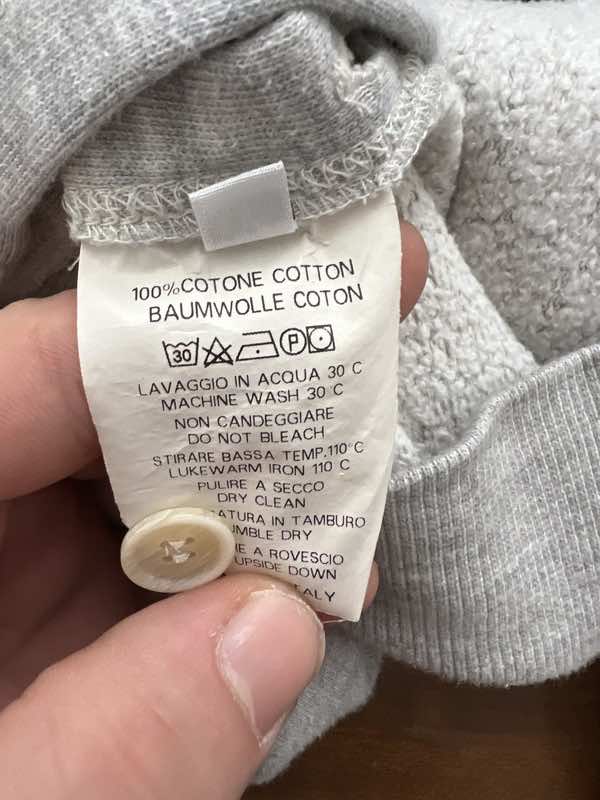 100%COTONE COTTON
BAUMWOLLE COTON
30 P
LAVAGGIO IN ACQUA 30 C
MACHINE WASH 30 C
NON CANDEGGIARE
DO NOT BLEACH
STIRARE BASSA TEMP.110 C
LUKEWARM IRON 110 C
PULIRE A SECCO
DRY CLEAN
IN TAMBURO
DRY
A ROVESCIO
UPSIDE DOWN